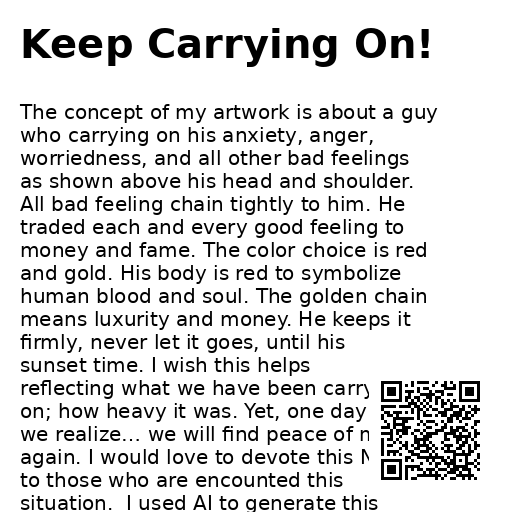 Keep Carrying On!
The concept of my artwork is about a guy
who carrying on his anxiety, anger,
worriedness, and all other bad feelings
as shown above his head and shoulder.
All bad feeling chain tightly to him. He
traded each and every good feeling to
money and fame. The color choice is red
and gold. His body is red to symbolize
human blood and soul. The golden chain
means luxurity and money. He keeps it
firmly, never let it goes, until his
sunset time. I wish this helps
reflecting what we have been carry
on; how heavy it was. Yet, one day
we realize... we will find peace of
again. I would love to devote this
to those who are encounted this
situation.  I used AI to generate this